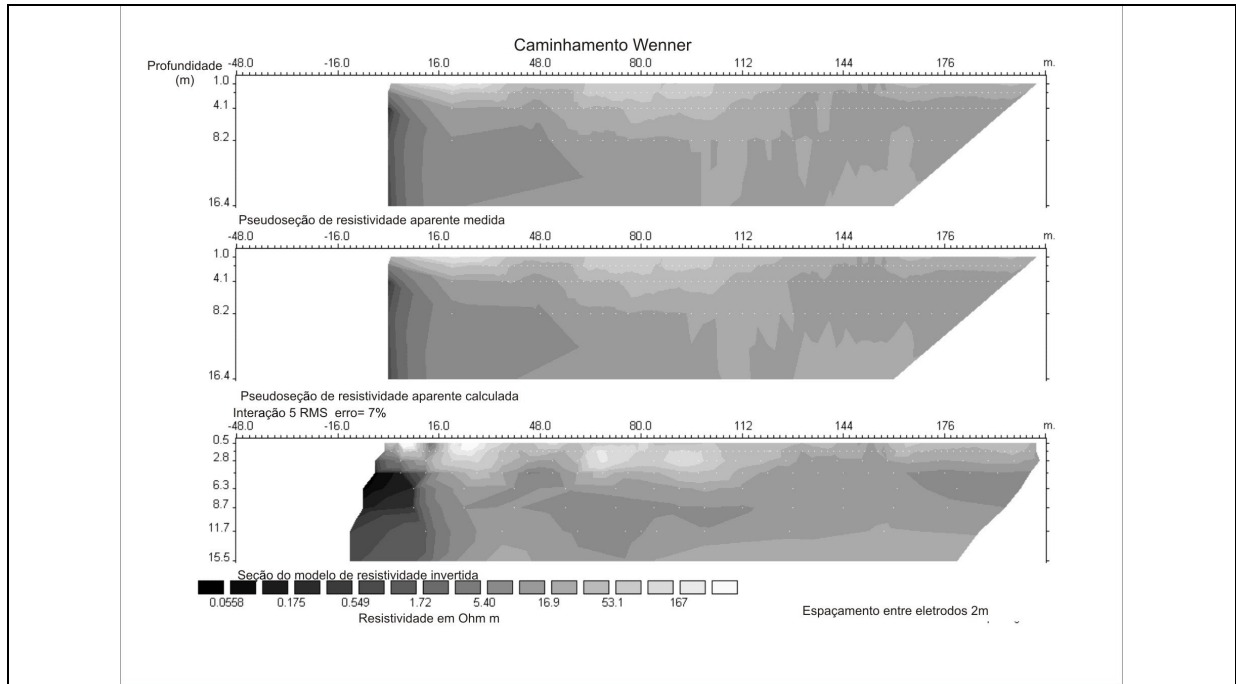 Caminhamento Wenner
Profundidade
(m)
-48.0 -16.0 16.0 48.0 80.0 112 144 176 m.
1.0
4.1
8.2
16.4
Pseudoseção de resistividade aparente medida
-48.0 -16.0 16.0 48.0 80.0 112 144 176 m.
1.0
4.1
8.2
16.4
Pseudoseção de resistividade aparente calculada
Interação 5 RMS erro= 7%
-48.0 -16.0 16.0 48.0 80.0 112 144 176 m.
0.5
2.8
6.3
8.7
11.7
15.5
Seção do modelo de resistividade invertida
0.0558 0.175 0.549 1.72 5.40 16.9 53.1 167
Resistividade em Ohm m
Espaçamento entre eletrodos 2m